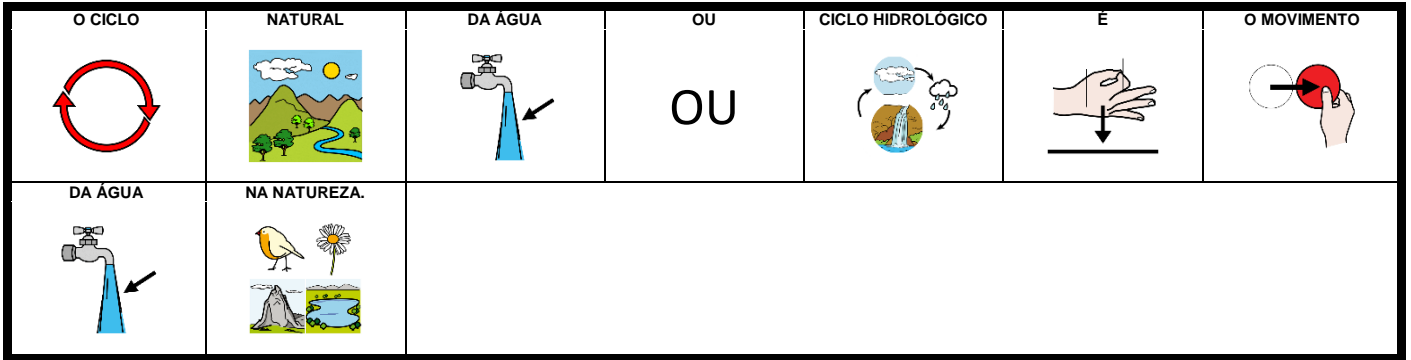 O CICLO NATURAL DA ÁGUA OU CICLO HIDROLÓGICO É O MOVIMENTO
OU
DA ÁGUA NA NATUREZA.